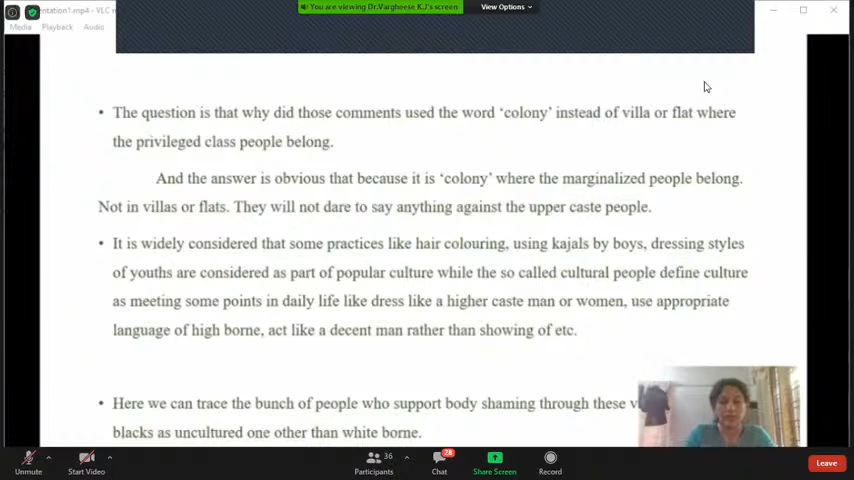 ntation1.mp4 - VLC m
You are viewing Dr.Vargheese K.J's screen
View Options
Media Playback Audio
• The question is that why did those comments used the word ‘colony’ instead of villa or flat where
the privileged class people belong.
And the answer is obvious that because it is ‘colony’ where the marginalized people belong.
Not in villas or flats. They will not dare to say anything against the upper caste people.
• It is widely considered that some practices like hair colouring, using kajals by boys, dressing styles
of youths are considered as part of popular culture while the so called cultural people define culture
as meeting some points in daily life like dress like a higher caste man or women, use appropriate
language of high borne, act like a decent man rather than showing of etc.
• Here we can trace the bunch of people who support body shaming through these
blacks as uncultured one other than white borne.
Unmute
Start Video
Participants 36
Chat 28
Share Screen
Record
Leave